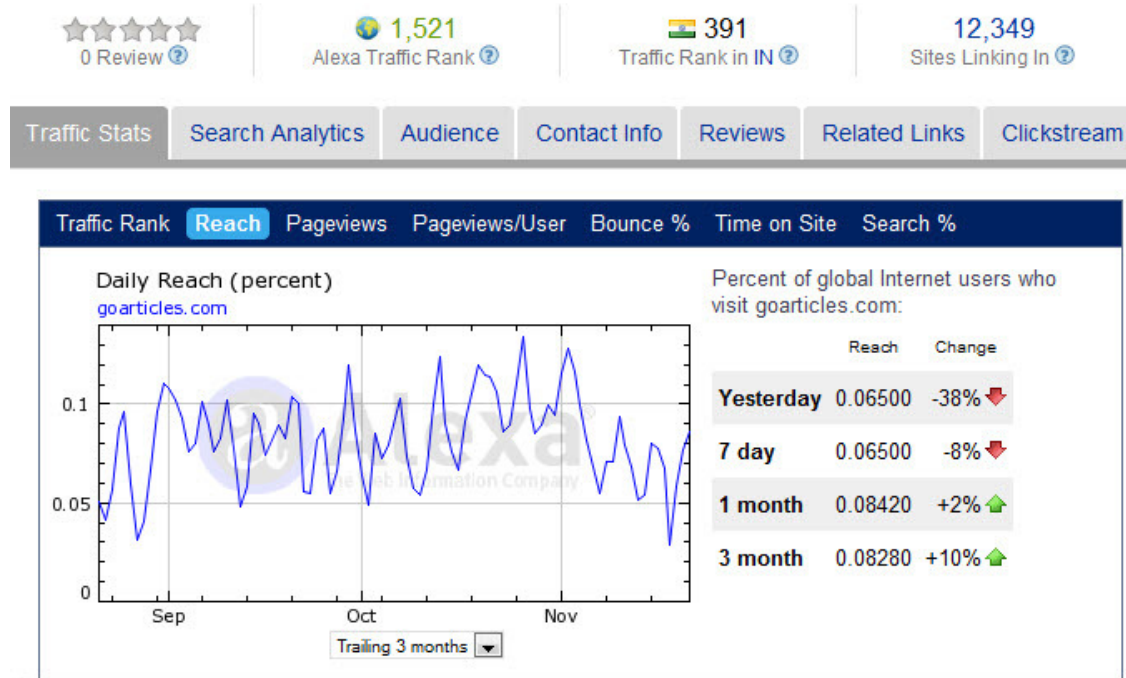 1,521
391
12,349
0 Review ?
Alexa Traffic Rank ?
Traffic Rank in IN ?
Sites Linking In ?
Traffic Stats Search Analytics Audience Contact Info Reviews Related Links Clickstream
Traffic Rank Reach Pageviews Pageviews/User Bounce % Time on Site Search %
Daily Reach (percent)
goarticles.com
0.1
0.05
0
Sep Oct Nov
a Alexa®
The Web Information Company
Trailing 3 months
Percent of global Internet users who
visit goarticles.com:
Reach Change
Yesterday 0.06500 -38%
7 day 0.06500 -8%
1 month 0.08420 +2%
3 month 0.08280 +10%